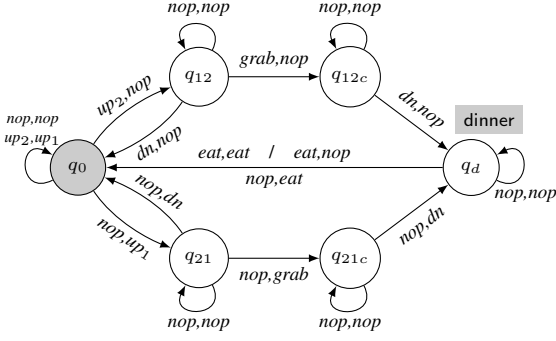 nop,nop
nop,nop
q12
grab,nop
q12c
up2,nop
dn,nop
dn,nop
dinner
nop,nop
up2,up1
eat,eat / eat,nop
q0
nop,eat
qd
nop,dn
nop,nop
nop,up1
nop,dn
q21
nop,grab
q21c
nop,nop
nop,nop